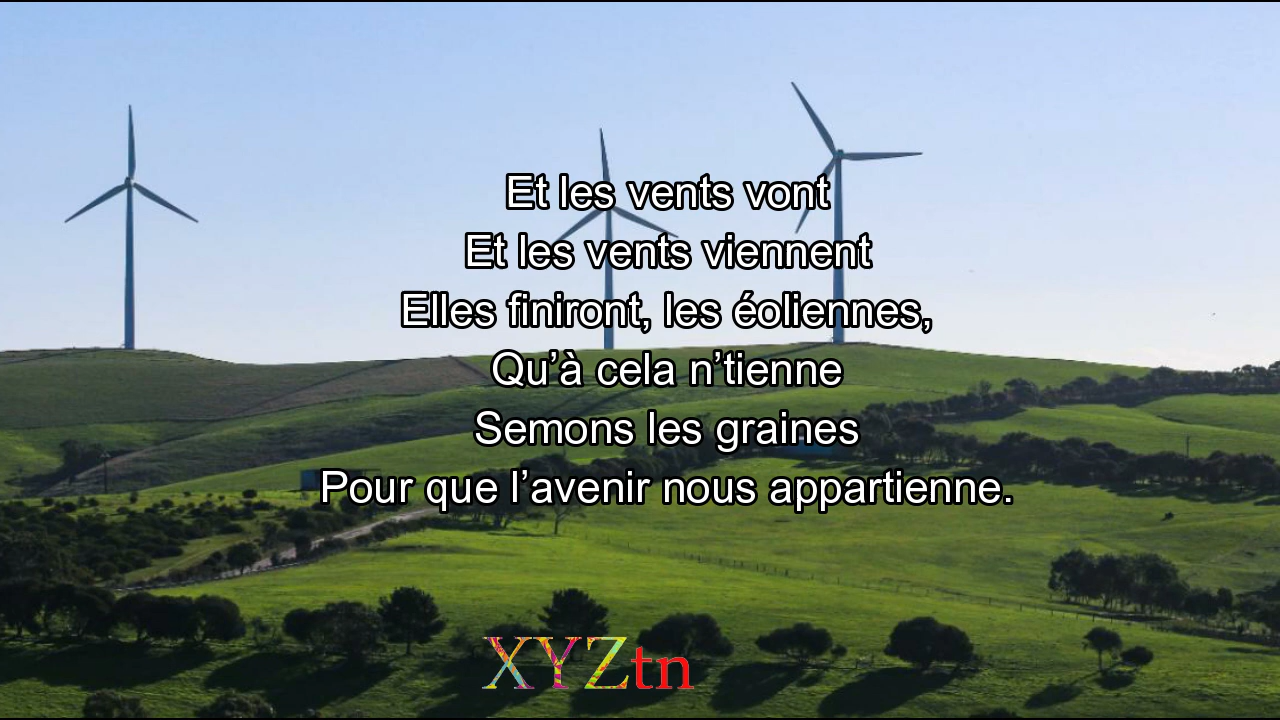 Et les vents vont
Et les vents viennent
Elles finiront, les éoliennes,
Qu’à cela n’tienne
Semons les graines
Pour que l’avenir nous appartienne.
XYZtn